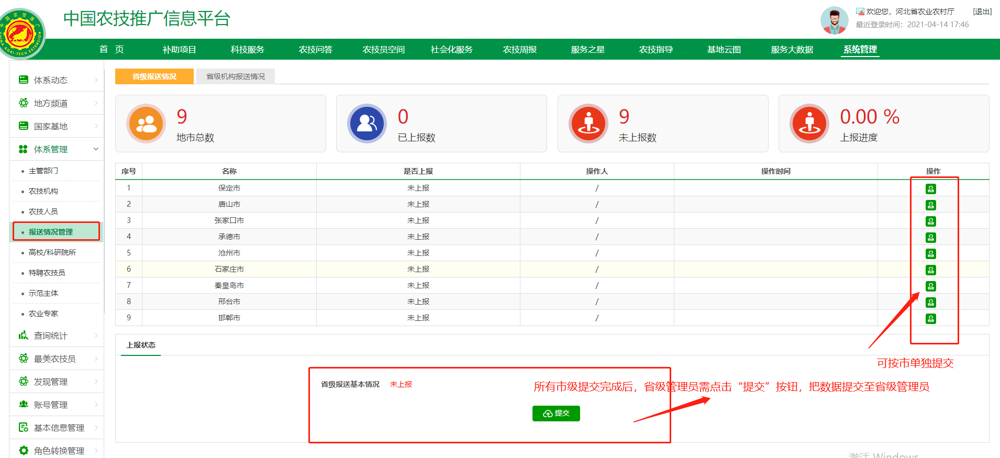 中国农技推广信息平台
欢迎您，河北省农业农村厅 [退出]
最近登录时间：2021-04-14 17:46
中国农技推广
CHINA AGRI-TECH EXTENSION
首 页 补助项目 科技服务 农技问答 农技员空间 社会化服务 农技周报 服务之星 农技指导 基地云图 服务大数据 系统管理
体系动态
地方频道
国家基地
体系管理
主管部门
农技机构
农技人员
报送情况管理
高校/科研院所
特聘农技员
示范主体
农业专家
查询统计
最美农技员
发现管理
账号管理
基本信息管理
角色转换管理
省级报送情况 省级机构报送情况
9
地市总数
0
已上报数
9
未上报数
0.00 %
上报进度
序号 名称 是否上报 操作人 操作时间 操作
1 保定市 未上报 /
2 唐山市 未上报 /
3 张家口市 未上报 /
4 承德市 未上报 /
5 沧州市 未上报 /
6 石家庄市 未上报 /
7 秦皇岛市 未上报 /
8 邢台市 未上报 /
9 邯郸市 未上报 /
可按市单独提交
上报状态
省级报送基本情况 未上报
所有市级提交完成后，省级管理员需点击“提交”按钮，把数据提交至省级管理员
提交
激活 Windows